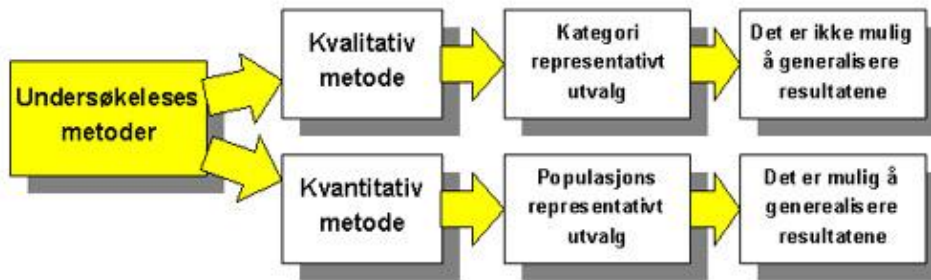 Undersøkeleses
metoder
Kvalitativ
metode
Kategori
representativt
utvalg
Det er ikke mulig
å generalisere
resultatene
Kvantitativ
metode
Populasjons
representativt
utvalg
Det er mulig å
generealisere
resultatene